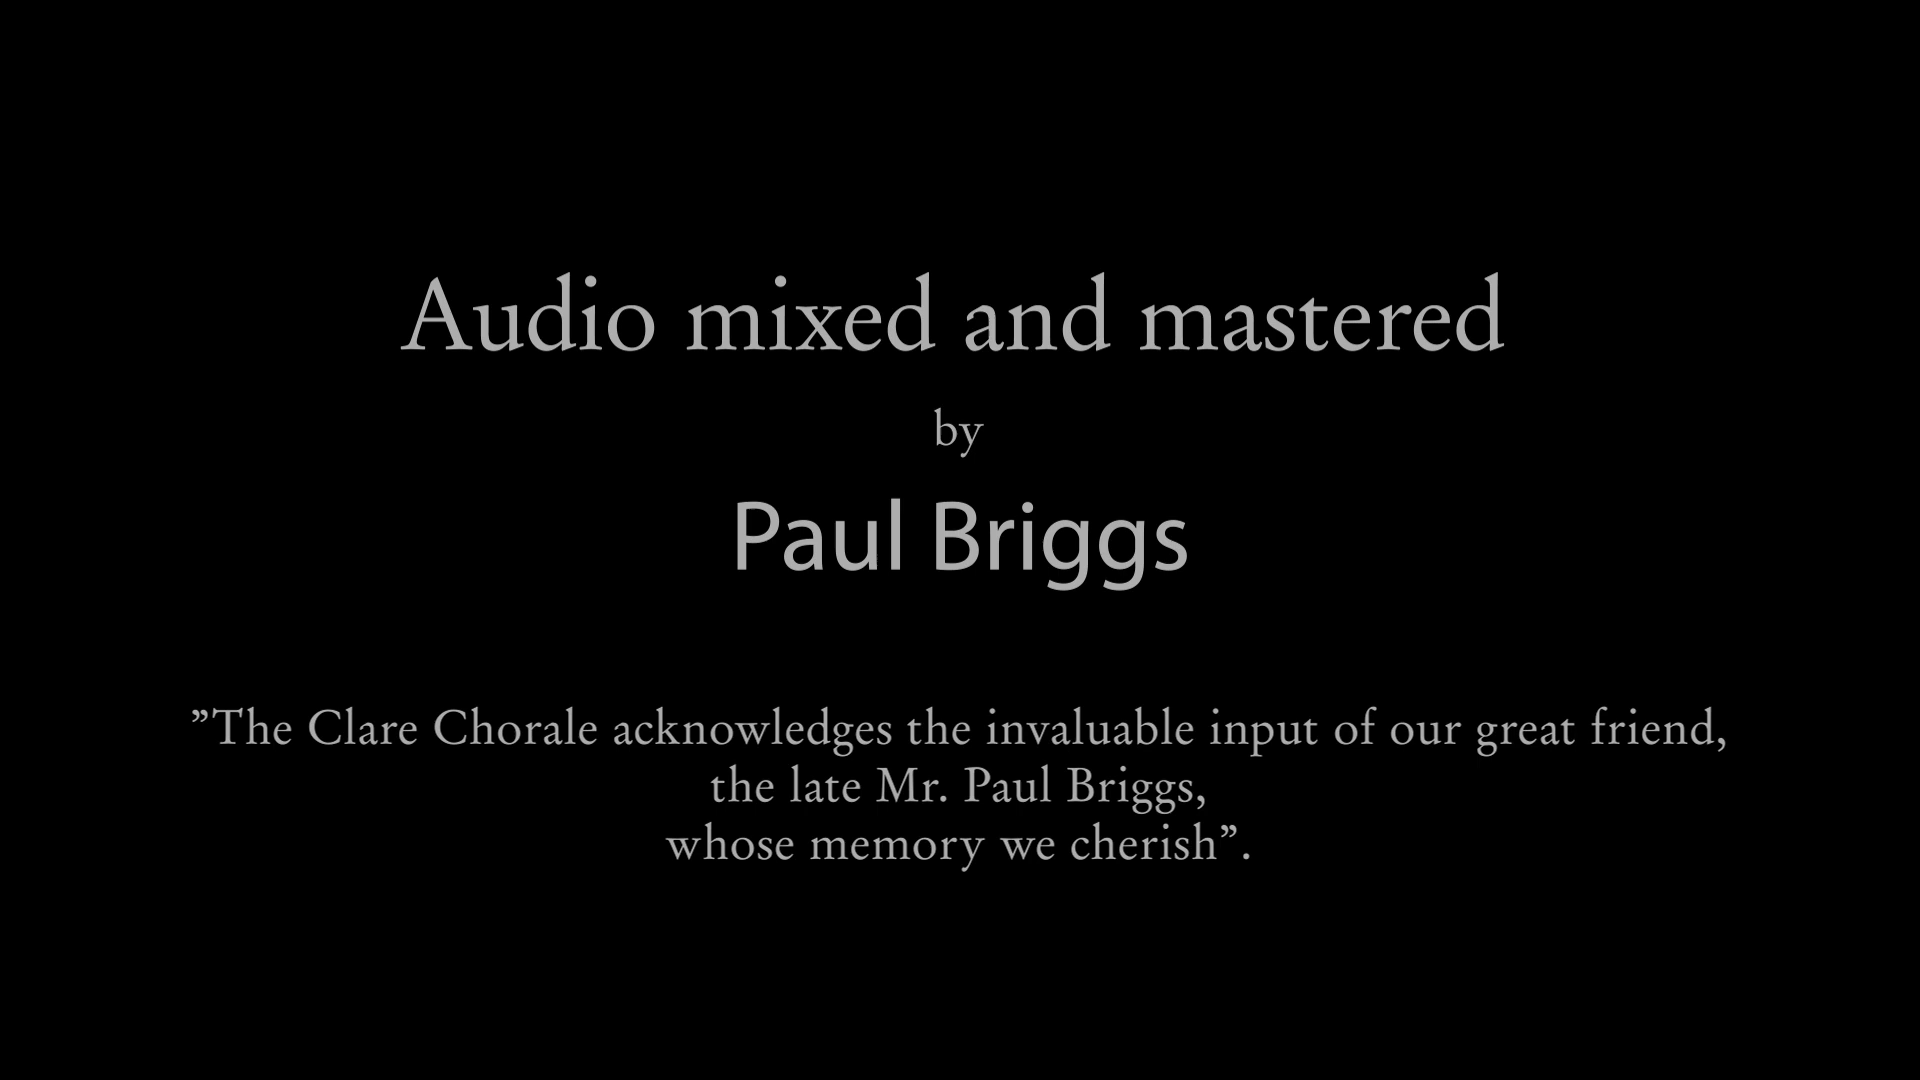 Audio mixed and mastered
by
Paul Briggs
”The Clare Chorale acknowledges the invaluable input of our great friend,
the late Mr. Paul Briggs,
whose memory we cherish”.